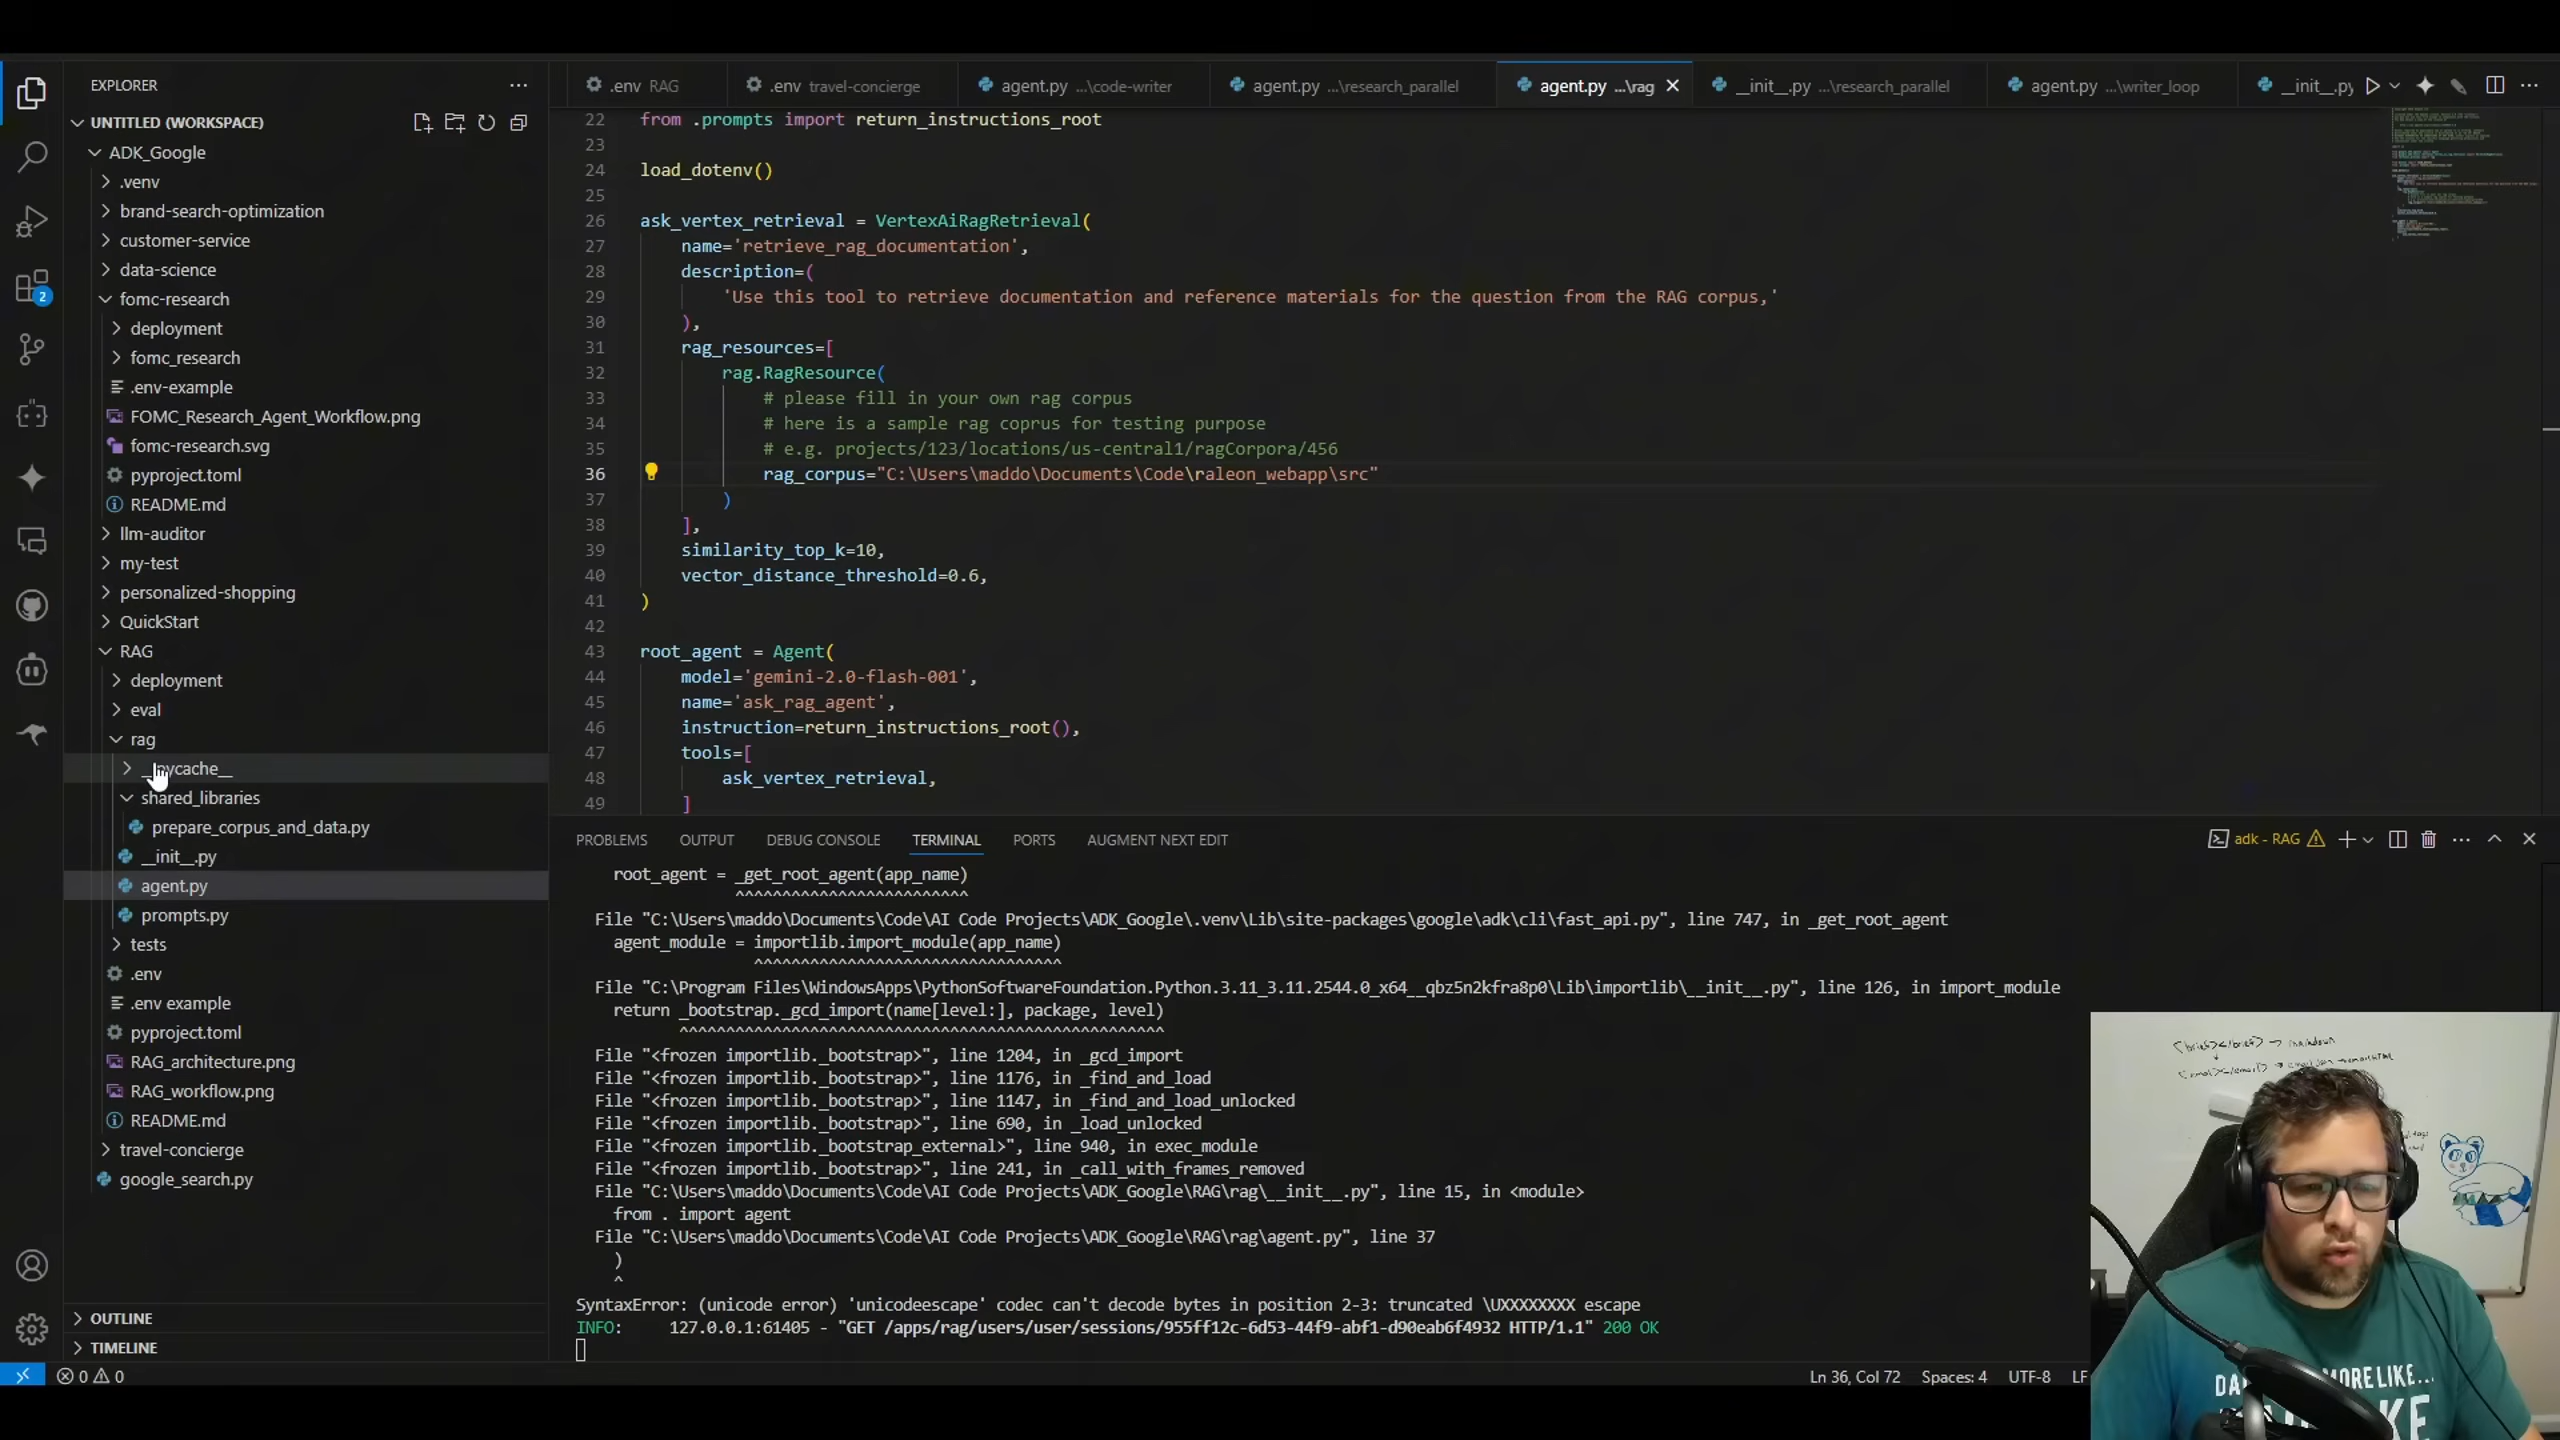 EXPLORER
UNTITLED (WORKSPACE)
ADK_Google
.venv
brand-search-optimization
customer-service
data-science
fomc-research
deployment
fomc_research
.env-example
FOMC_Research_Agent_Workflow.png
fomc-research.svg
pyproject.toml
README.md
llm-auditor
my-test
personalized-shopping
QuickStart
RAG
deployment
eval
rag
shared_libraries
prepare_corpus_and_data.py
__init__.py
agent.py
prompts.py
tests
.env
.env example
pyproject.toml
RAG_architecture.png
RAG_workflow.png
README.md
travel-concierge
google_search.py
OUTLINE
TIMELINE
2
.env RAG
.env travel-concierge
agent.py ...\code-writer
agent.py ...\research_parallel
agent.py ...\rag
__init__.py ...\research_parallel
agent.py ...\writer_loop
22 from .prompts import return_instructions_root
23
24 load_dotenv()
25
26 ask_vertex_retrieval = VertexAiRagRetrieval(
27 name='retrieve_rag_documentation',
28 description=(
29 'Use this tool to retrieve documentation and reference materials for the question from the RAG corpus,'
30 ),
31 rag_resources=[
32 rag.RagResource(
33 # please fill in your own rag corpus
34 # here is a sample rag coprus for testing purpose
35 # e.g. projects/123/locations/us-central1/ragCorpora/456
36 rag_corpus="C:\Users\maddo\Documents\Code\raleon_webapp\src"
37 )
38 ],
39 similarity_top_k=10,
40 vector_distance_threshold=0.6,
41 )
42
43 root_agent = Agent(
44 model='gemini-2.0-flash-001',
45 name='ask_rag_agent',
46 instruction=return_instructions_root(),
47 tools=[
48 ask_vertex_retrieval,
49 ]
PROBLEMS OUTPUT DEBUG CONSOLE TERMINAL PORTS AUGMENT NEXT EDIT
adk - RAG
root_agent = _get_root_agent(app_name)
^^^^^^^^^^^^^^^^^^^^^^^^^
File "C:\Users\maddo\Documents\Code\AI Code Projects\ADK_Google\.venv\Lib\site-packages\google\adk\cli\fast_api.py", line 747, in _get_root_agent
agent_module = importlib.import_module(app_name)
^^^^^^^^^^^^^^^^^^^^^^^^^^^^^^^^^
File "C:\Program Files\WindowsApps\PythonSoftwareFoundation.Python.3.11_3.11.2544.0_x64__qbz5n2kfra8p0\Lib\importlib\__init__.py", line 126, in import_module
return _bootstrap._gcd_import(name[level:], package, level)
^^^^^^^^^^^^^^^^^^^^^^^^^^^^^^^^^^^^^^^^^^^^^^^^^^^^
File "<frozen importlib._bootstrap>", line 1204, in _gcd_import
File "<frozen importlib._bootstrap>", line 1176, in _find_and_load
File "<frozen importlib._bootstrap>", line 1147, in _find_and_load_unlocked
File "<frozen importlib._bootstrap>", line 690, in _load_unlocked
File "<frozen importlib._bootstrap_external>", line 940, in exec_module
File "<frozen importlib._bootstrap>", line 241, in _call_with_frames_removed
File "C:\Users\maddo\Documents\Code\AI Code Projects\ADK_Google\RAG\rag\__init__.py", line 15, in <module>
from . import agent
File "C:\Users\maddo\Documents\Code\AI Code Projects\ADK_Google\RAG\rag\agent.py", line 37
)
^
SyntaxError: (unicode error) 'unicodeescape' codec can't decode bytes in position 2-3: truncated \UXXXXXXXX escape
INFO: 127.0.0.1:61405 - "GET /apps/rag/users/user/sessions/955ff12c-6d53-44f9-abf1-d90eab6f4932 HTTP/1.1" 200 OK
0 0
Ln 36, Col 72 Spaces: 4 UTF-8 LF
MORE LIKE...